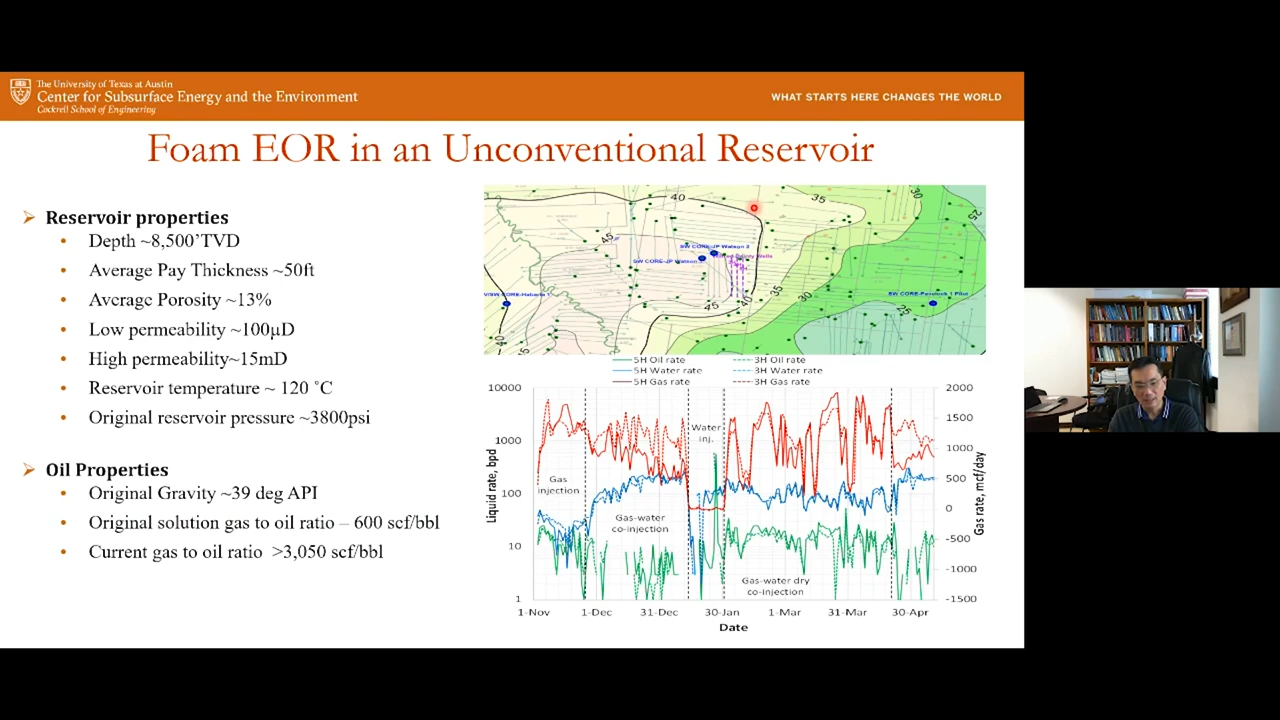 The University of Texas at Austin
Center for Subsurface Energy and the Environment
Cockrell School of Engineering
WHAT STARTS HERE CHANGES THE WORLD
Foam EOR in an Unconventional Reservoir
➢ Reservoir properties
• Depth ~8,500'TVD
• Average Pay Thickness ~50ft
• Average Porosity ~13%
• Low permeability ~100µD
• High permeability~15mD
• Reservoir temperature ~ 120 ˚C
• Original reservoir pressure ~3800psi
➢ Oil Properties
• Original Gravity ~39 deg API
• Original solution gas to oil ratio – 600 scf/bbl
• Current gas to oil ratio >3,050 scf/bbl
40
35
30
25
45
SW CORE-JP Watson 2
SW CORE-JP Watson
SW CORE-Pavelock 1 Pilot
35
30
25
45
40
45
5H Oil rate
3H Oil rate
5H Water rate
3H Water rate
5H Gas rate
3H Gas rate
Liquid rate, bpd
10000
1000
100
10
1
Gas injection
Gas-water co-injection
Water inj.
Gas-water dry co-injection
2000
1500
1000
500
0
-500
-1000
-1500
Gas rate, mcf/day
1-Nov
1-Dec
31-Dec
30-Jan
1-Mar
31-Mar
30-Apr
Date